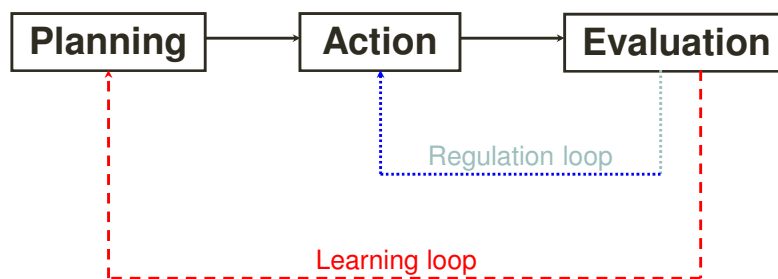 Planning
Action
Evaluation
Regulation loop
Learning loop